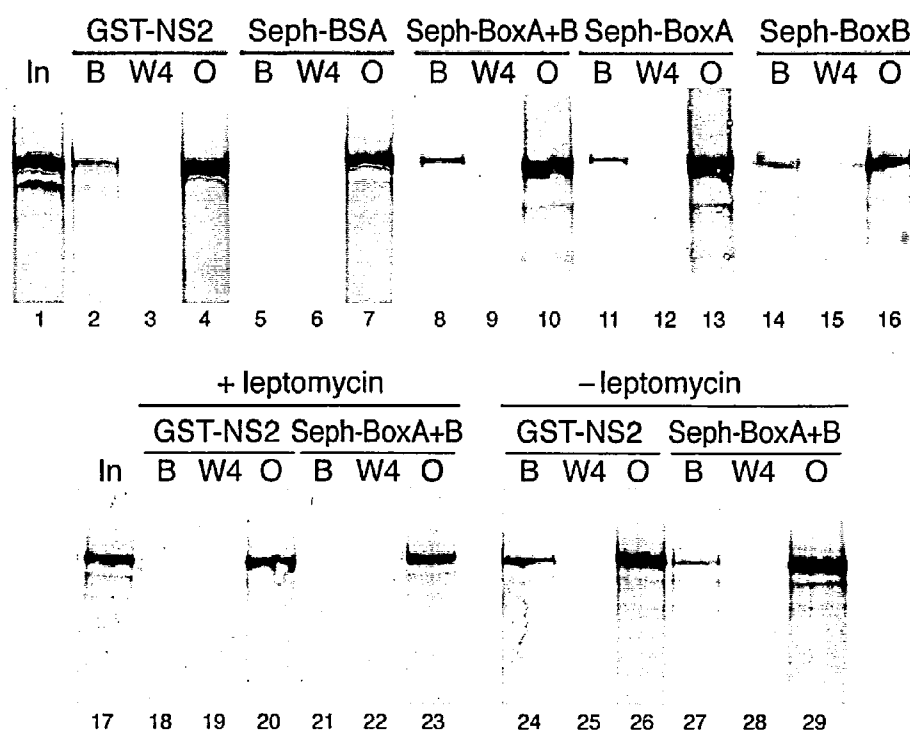 GST-NS2 Seph-BSA Seph-BoxA+B Seph-BoxA Seph-BoxB
In B W4 O B W4 O B W4 O B W4 O B W4 O
1 2 3 4 5 6 7 8 9 10 11 12 13 14 15 16
+ leptomycin – leptomycin
GST-NS2 Seph-BoxA+B GST-NS2 Seph-BoxA+B
In B W4 O B W4 O B W4 O B W4 O
17 18 19 20 21 22 23 24 25 26 27 28 29